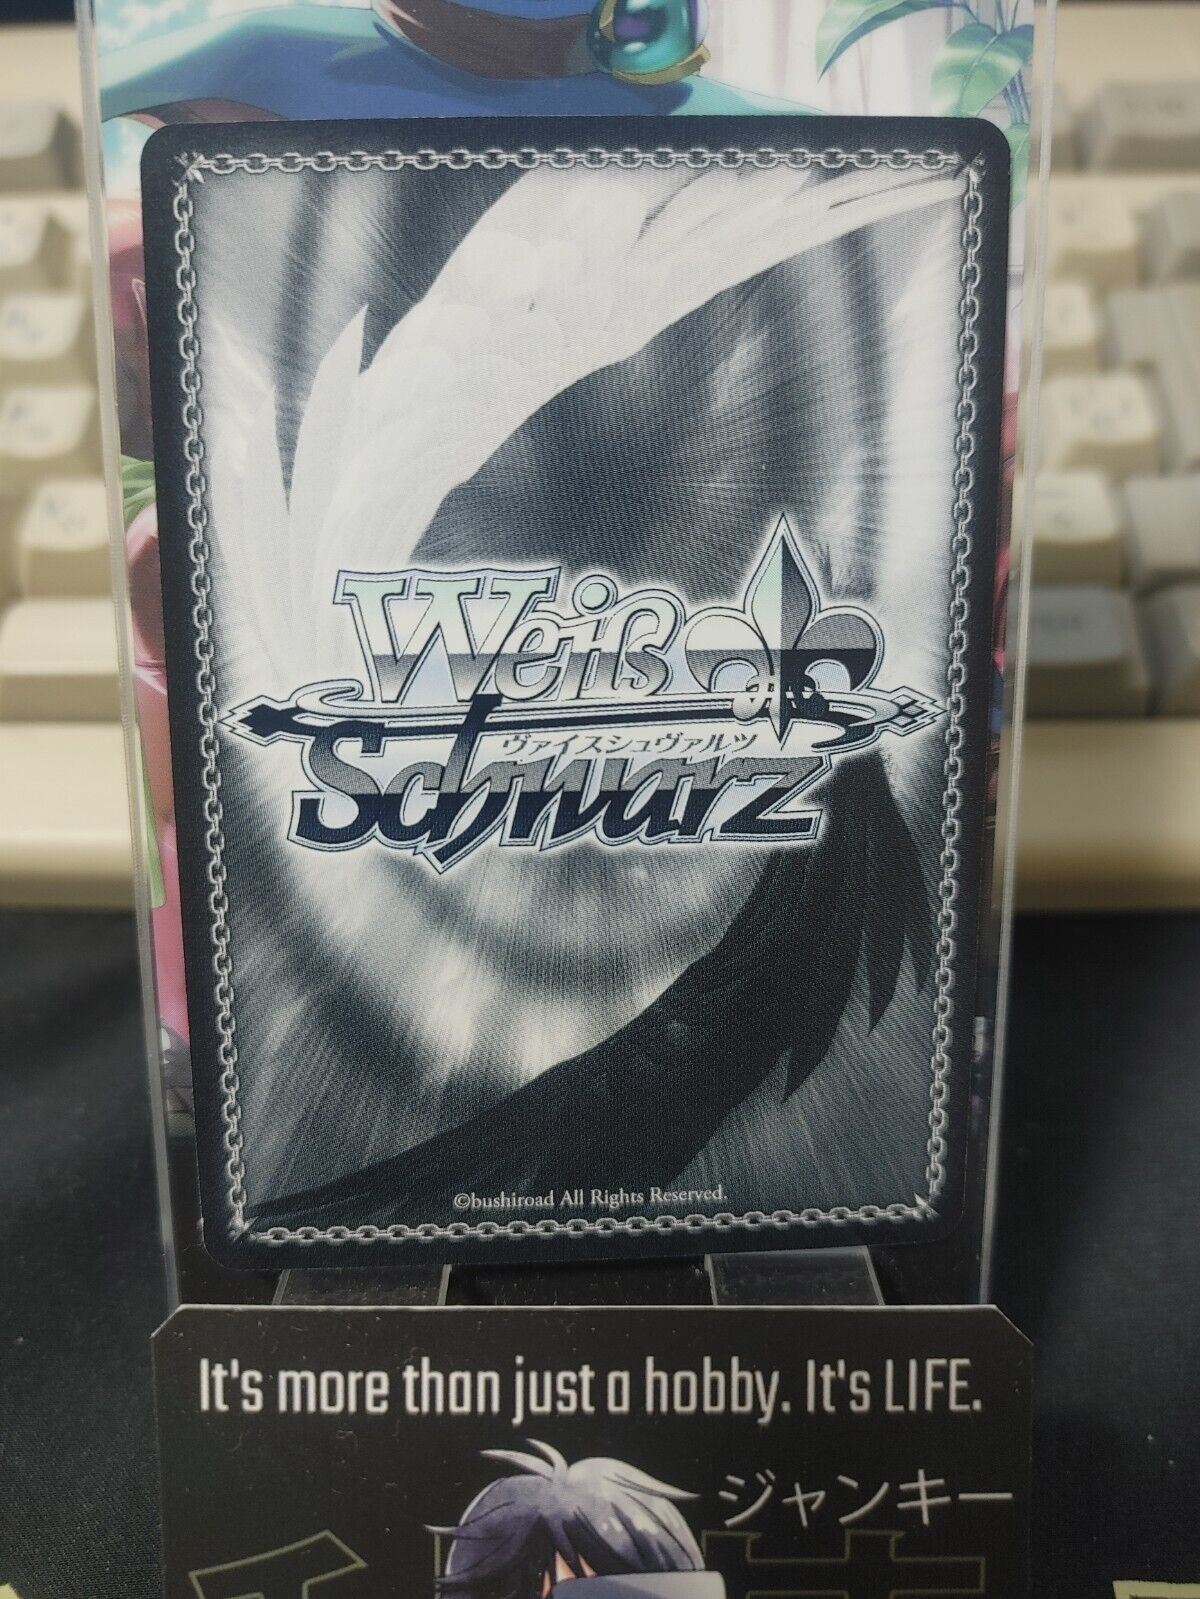 Weiß
Schwarz
ヴァイスシュヴァルツ
©bushiroad All Rights Reserved.
It's more than just a hobby. It's LIFE.
ジャンキー